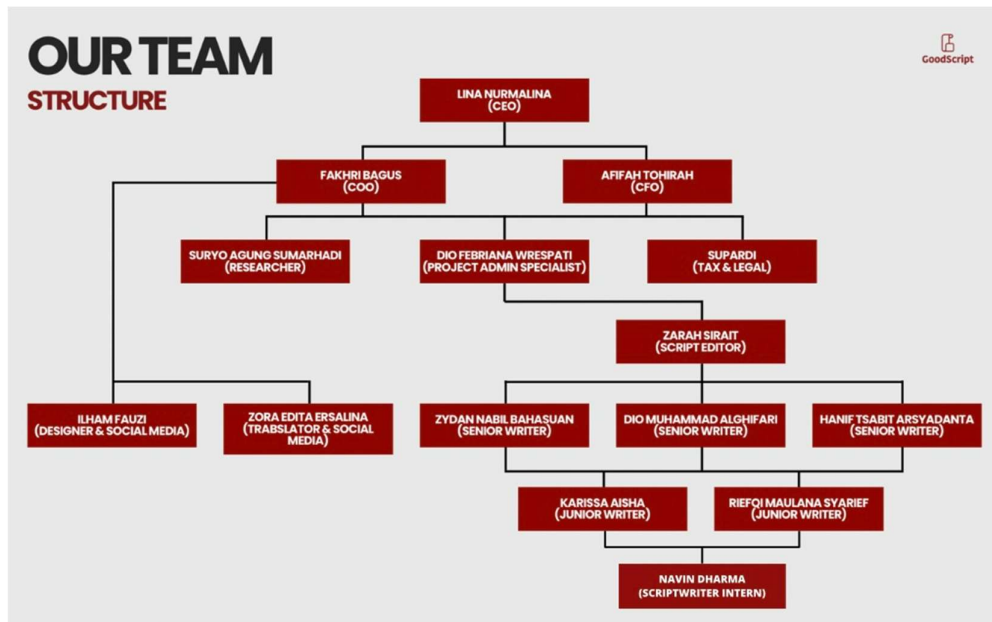 OUR TEAM
STRUCTURE
GoodScript
LINA NURMALINA
(CEO)
FAKHRI BAGUS
(COO)
AFIFAH TOHIRAH
(CFO)
SURYO AGUNG SUMARHADI
(RESEARCHER)
DIO FEBRIANA WRESPATI
(PROJECT ADMIN SPECIALIST)
SUPARDI
(TAX & LEGAL)
ZARAH SIRAIT
(SCRIPT EDITOR)
ILHAM FAUZI
(DESIGNER & SOCIAL MEDIA)
ZORA EDITA ERSALINA
(TRABSLATOR & SOCIAL
MEDIA)
ZYDAN NABIL BAHASUAN
(SENIOR WRITER)
DIO MUHAMMAD ALGHIFARI
(SENIOR WRITER)
HANIF TSABIT ARSYADANTA
(SENIOR WRITER)
KARISSA AISHA
(JUNIOR WRITER)
RIEFQI MAULANA SYARIEF
(JUNIOR WRITER)
NAVIN DHARMA
(SCRIPTWRITER INTERN)